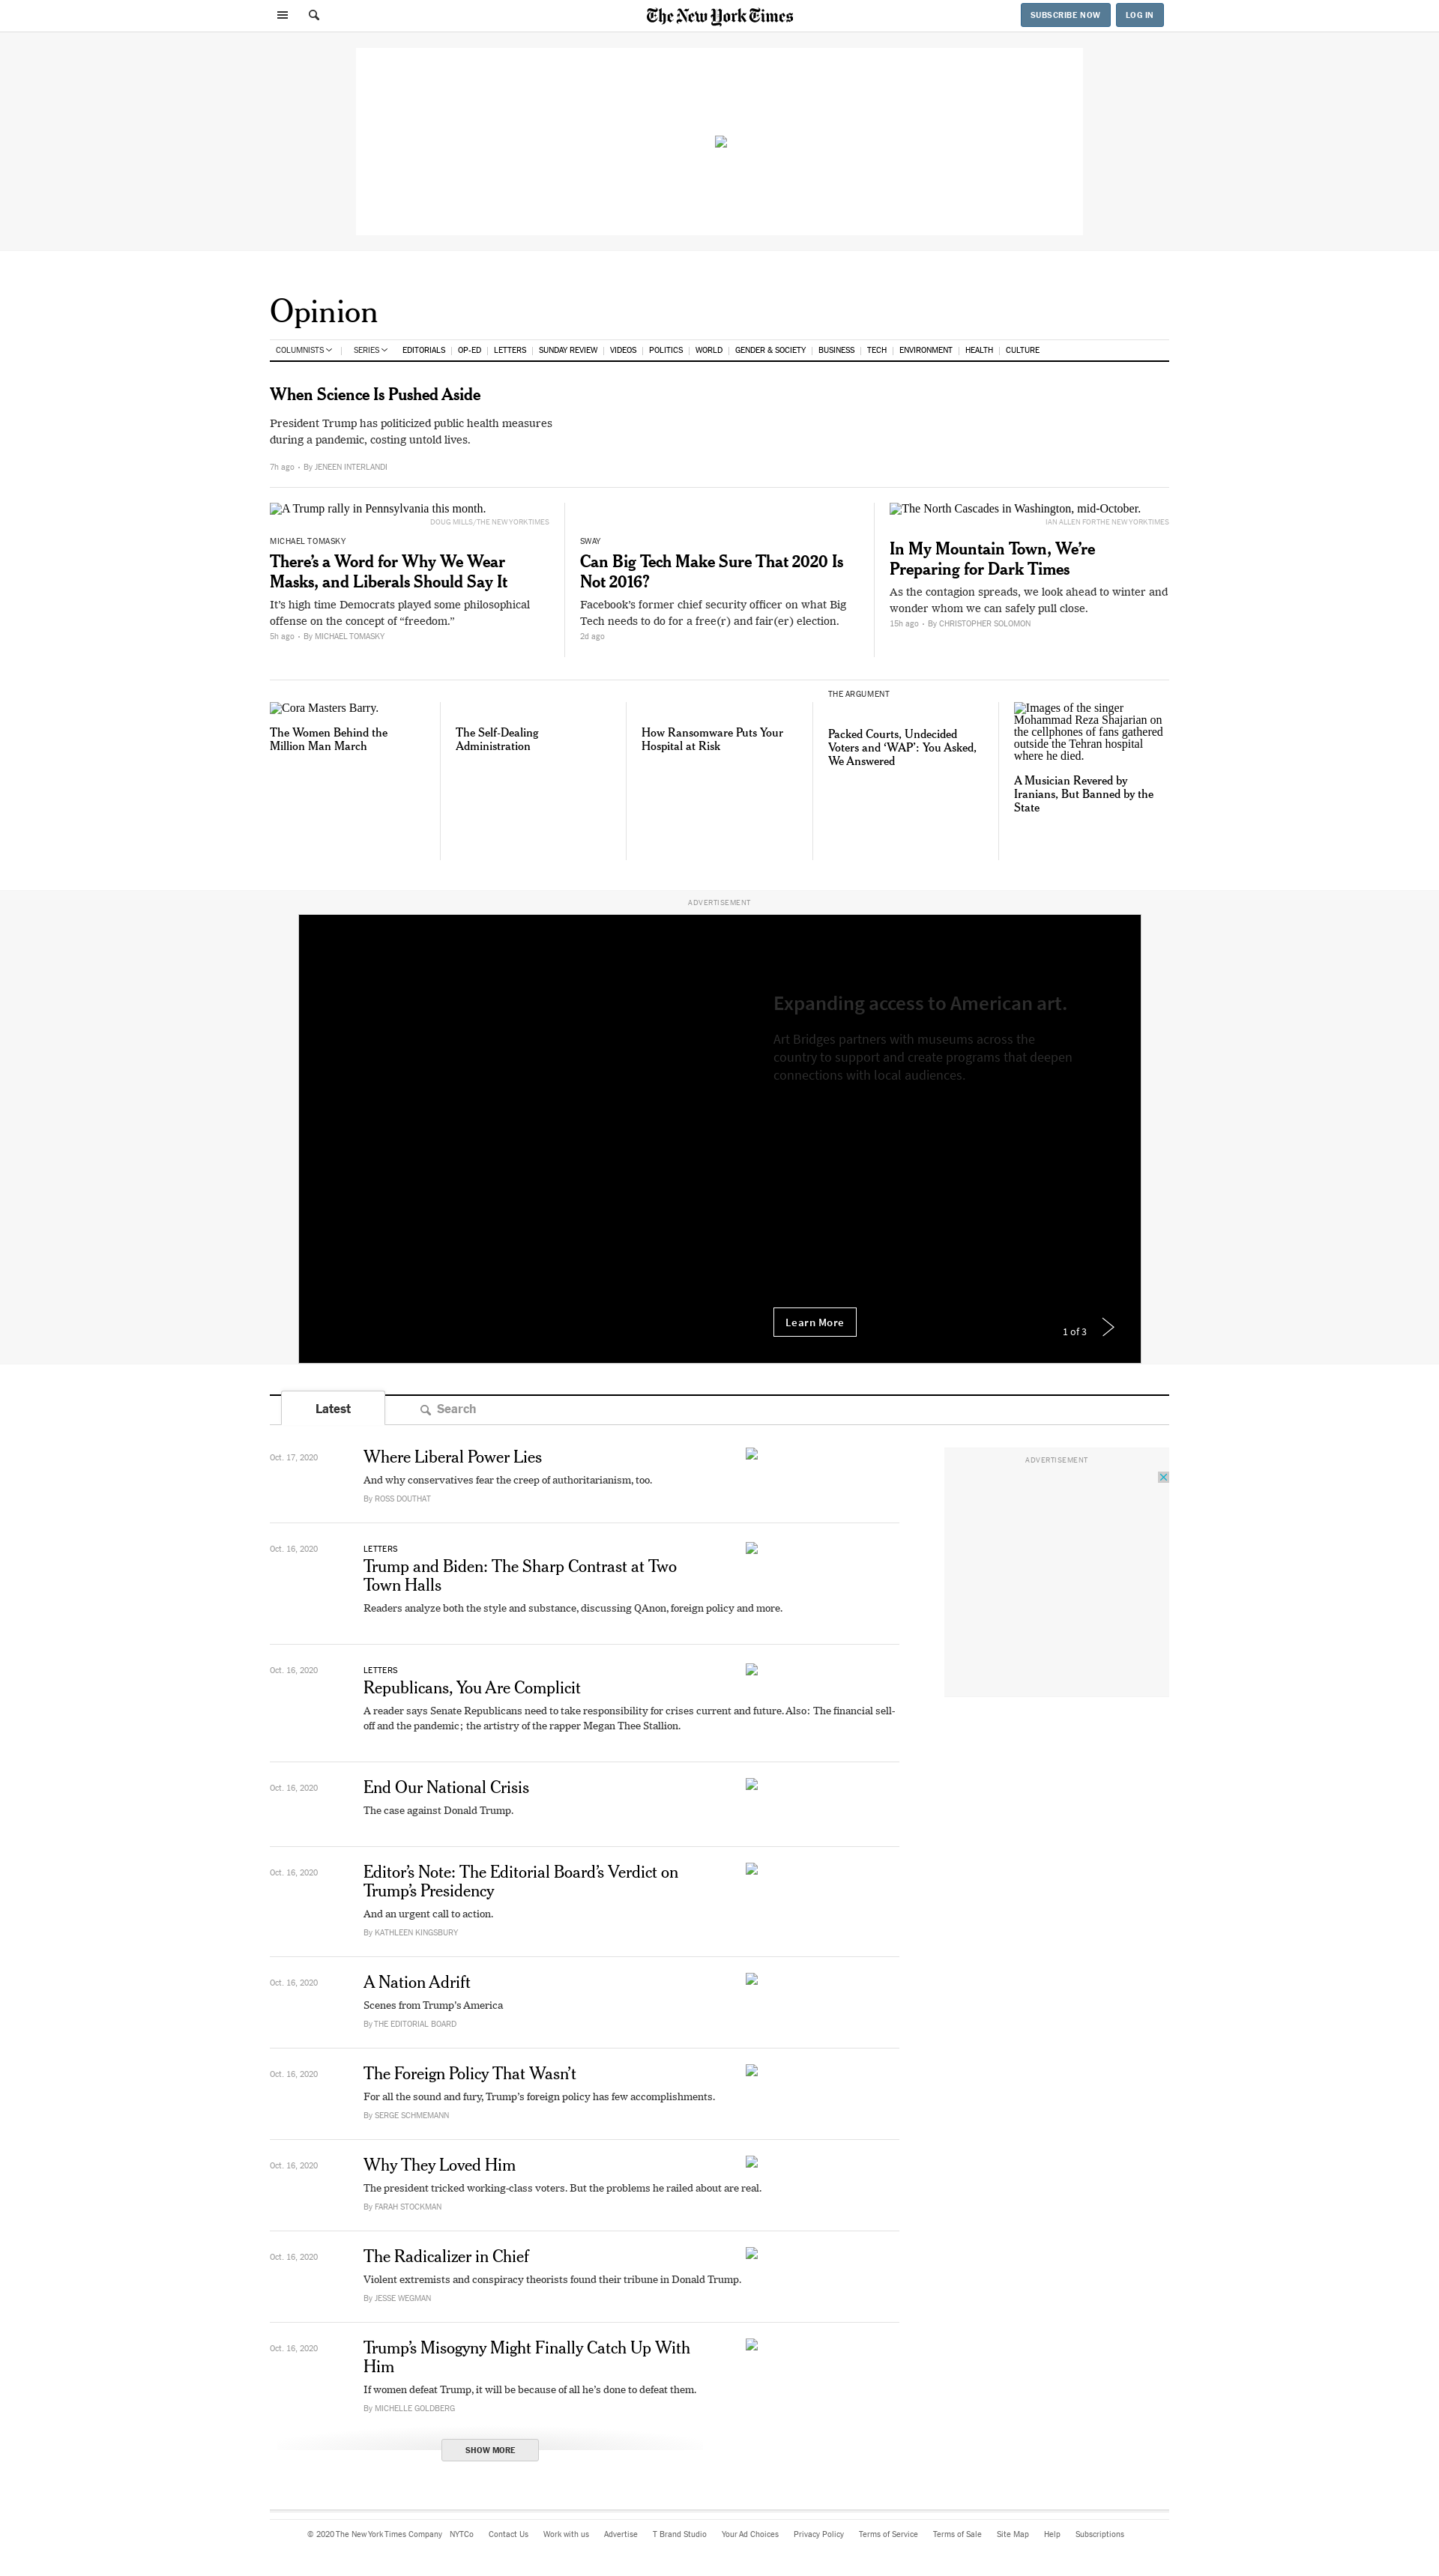 The New York Times
SUBSCRIBE NOW
LOG IN
Opinion
COLUMNISTS
SERIES
EDITORIALS
OP-ED
LETTERS
SUNDAY REVIEW
VIDEOS
POLITICS
WORLD
GENDER & SOCIETY
BUSINESS
TECH
ENVIRONMENT
HEALTH
CULTURE
When Science Is Pushed Aside
President Trump has politicized public health measures
during a pandemic, costing untold lives.
7h ago • By JENEEN INTERLANDI
A Trump rally in Pennsylvania this month.
DOUG MILLS/THE NEW YORK TIMES
MICHAEL TOMASKY
There’s a Word for Why We Wear
Masks, and Liberals Should Say It
It’s high time Democrats played some philosophical
offense on the concept of “freedom.”
5h ago • By MICHAEL TOMASKY
SWAY
Can Big Tech Make Sure That 2020 Is
Not 2016?
Facebook’s former chief security officer on what Big
Tech needs to do for a free(r) and fair(er) election.
2d ago
The North Cascades in Washington, mid-October.
IAN ALLEN FOR THE NEW YORK TIMES
In My Mountain Town, We’re
Preparing for Dark Times
As the contagion spreads, we look ahead to winter and
wonder whom we can safely pull close.
15h ago • By CHRISTOPHER SOLOMON
Cora Masters Barry.
The Women Behind the
Million Man March
The Self-Dealing
Administration
How Ransomware Puts Your
Hospital at Risk
THE ARGUMENT
Packed Courts, Undecided
Voters and ‘WAP’: You Asked,
We Answered
Images of the singer
Mohammad Reza Shajarian on
the cellphones of fans gathered
outside the Tehran hospital
where he died.
A Musician Revered by
Iranians, But Banned by the
State
ADVERTISEMENT
Expanding access to American art.
Art Bridges partners with museums across the
country to support and create programs that deepen
connections with local audiences.
Learn More
1 of 3
Latest
Search
ADVERTISEMENT
Oct. 17, 2020
Where Liberal Power Lies
And why conservatives fear the creep of authoritarianism, too.
By ROSS DOUTHAT
Oct. 16, 2020
LETTERS
Trump and Biden: The Sharp Contrast at Two
Town Halls
Readers analyze both the style and substance, discussing QAnon, foreign policy and more.
Oct. 16, 2020
LETTERS
Republicans, You Are Complicit
A reader says Senate Republicans need to take responsibility for crises current and future. Also: The financial sell-
off and the pandemic; the artistry of the rapper Megan Thee Stallion.
Oct. 16, 2020
End Our National Crisis
The case against Donald Trump.
Oct. 16, 2020
Editor’s Note: The Editorial Board’s Verdict on
Trump’s Presidency
And an urgent call to action.
By KATHLEEN KINGSBURY
Oct. 16, 2020
A Nation Adrift
Scenes from Trump's America
By THE EDITORIAL BOARD
Oct. 16, 2020
The Foreign Policy That Wasn’t
For all the sound and fury, Trump’s foreign policy has few accomplishments.
By SERGE SCHMEMANN
Oct. 16, 2020
Why They Loved Him
The president tricked working-class voters. But the problems he railed about are real.
By FARAH STOCKMAN
Oct. 16, 2020
The Radicalizer in Chief
Violent extremists and conspiracy theorists found their tribune in Donald Trump.
By JESSE WEGMAN
Oct. 16, 2020
Trump’s Misogyny Might Finally Catch Up With
Him
If women defeat Trump, it will be because of all he’s done to defeat them.
By MICHELLE GOLDBERG
SHOW MORE
© 2020 The New York Times Company
NYTCo
Contact Us
Work with us
Advertise
T Brand Studio
Your Ad Choices
Privacy Policy
Terms of Service
Terms of Sale
Site Map
Help
Subscriptions